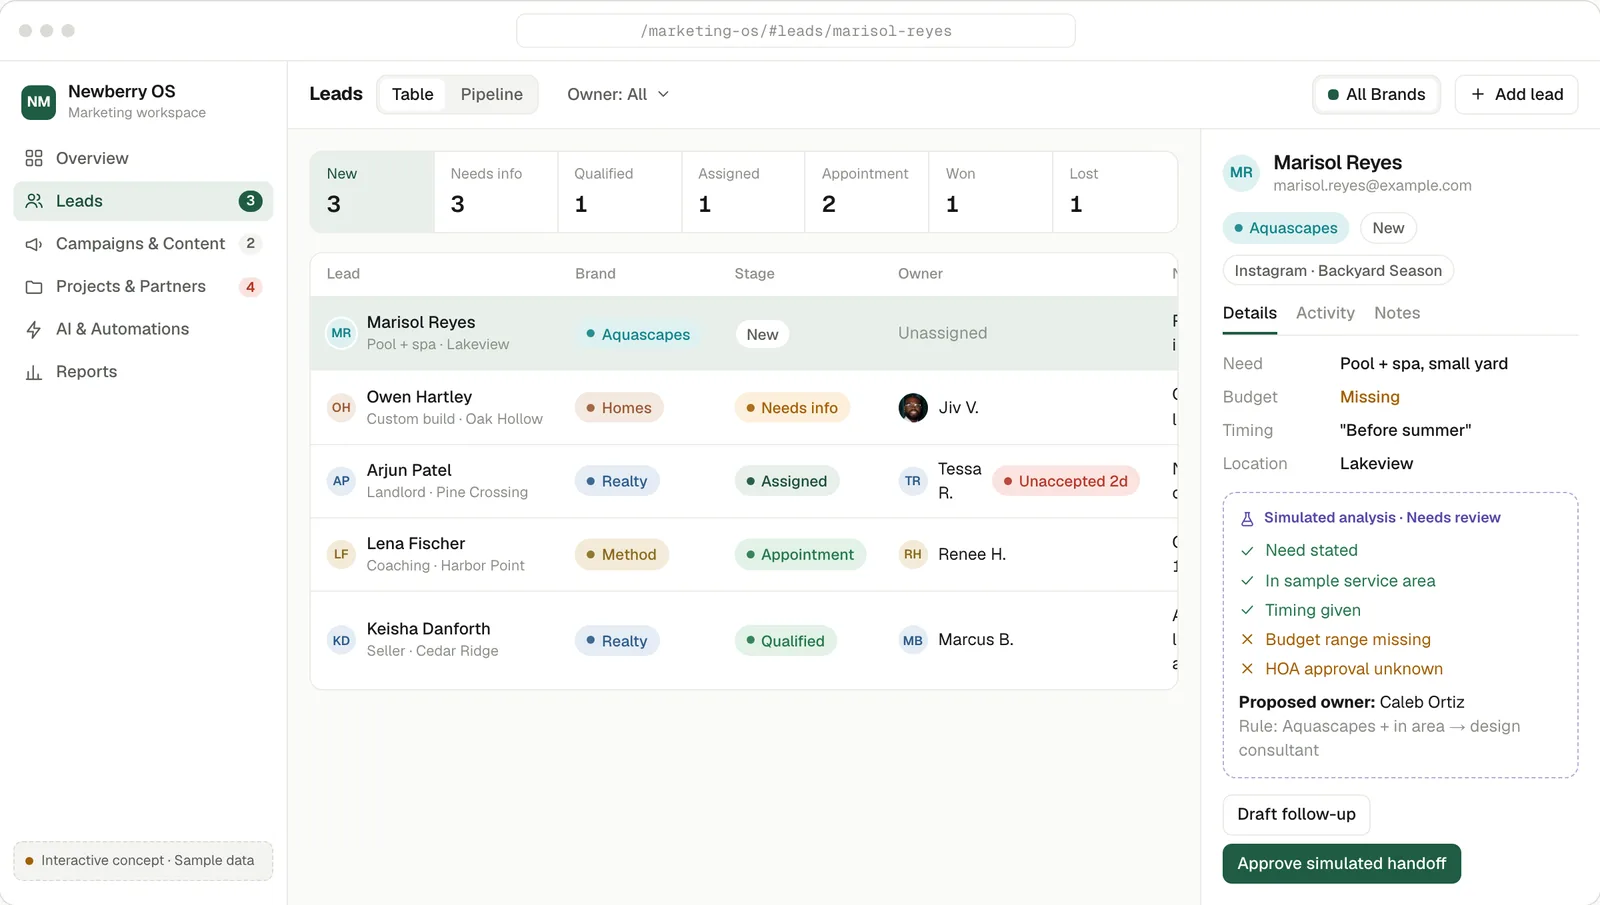 /marketing-os/#leads/marisol-reyes
NM
Newberry OS
Marketing workspace
Overview
Leads 3
Campaigns & Content 2
Projects & Partners 4
AI & Automations
Reports
Interactive concept · Sample data
Leads
Table
Pipeline
Owner: All
All Brands
+ Add lead
New
3
Needs info
3
Qualified
1
Assigned
1
Appointment
2
Won
1
Lost
1
Lead Brand Stage Owner
MR
Marisol Reyes
Pool + spa · Lakeview
Aquascapes
New
Unassigned
OH
Owen Hartley
Custom build · Oak Hollow
Homes
Needs info
Jiv V.
AP
Arjun Patel
Landlord · Pine Crossing
Realty
Assigned
TR
Tessa
R.
Unaccepted 2d
LF
Lena Fischer
Coaching · Harbor Point
Method
Appointment
RH
Renee H.
KD
Keisha Danforth
Seller · Cedar Ridge
Realty
Qualified
MB
Marcus B.
MR
Marisol Reyes
marisol.reyes@example.com
Aquascapes
New
Instagram · Backyard Season
Details Activity Notes
Need Pool + spa, small yard
Budget Missing
Timing "Before summer"
Location Lakeview
Simulated analysis · Needs review
Need stated
In sample service area
Timing given
Budget range missing
HOA approval unknown
Proposed owner: Caleb Ortiz
Rule: Aquascapes + in area → design
consultant
Draft follow-up
Approve simulated handoff